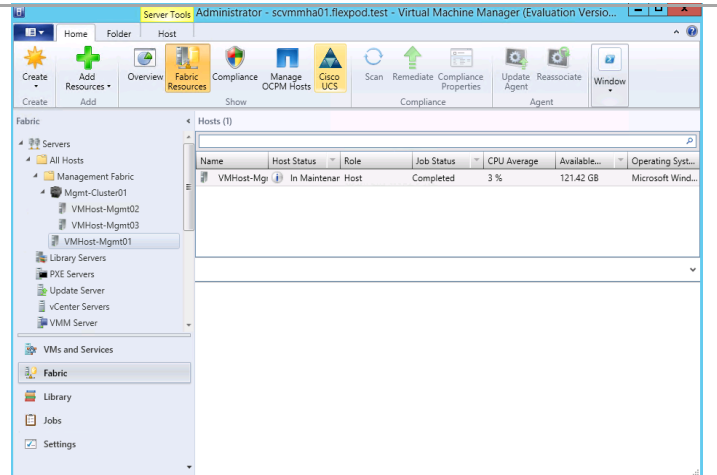 Server Tools Administrator - scvmmha01.flexpod.test - Virtual Machine Manager (Evaluation Versio...
Home Folder Host
Create Add Resources Overview Fabric Resources Compliance Manage OCPM Hosts Cisco UCS Scan Remediate Compliance Properties Update Agent Reassociate Window
Create Add Show Compliance Agent
Fabric
Hosts (1)
Servers
All Hosts
Name Host Status Role Job Status CPU Average Available... Operating Syst...
Management Fabric
VMHost-Mgr In Maintenar Host Completed 3 % 121.42 GB Microsoft Wind...
Mgmt-Cluster01
VMHost-Mgmt02
VMHost-Mgmt03
VMHost-Mgmt01
Library Servers
PXE Servers
Update Server
vCenter Servers
VMM Server
VMs and Services
Fabric
Library
Jobs
Settings